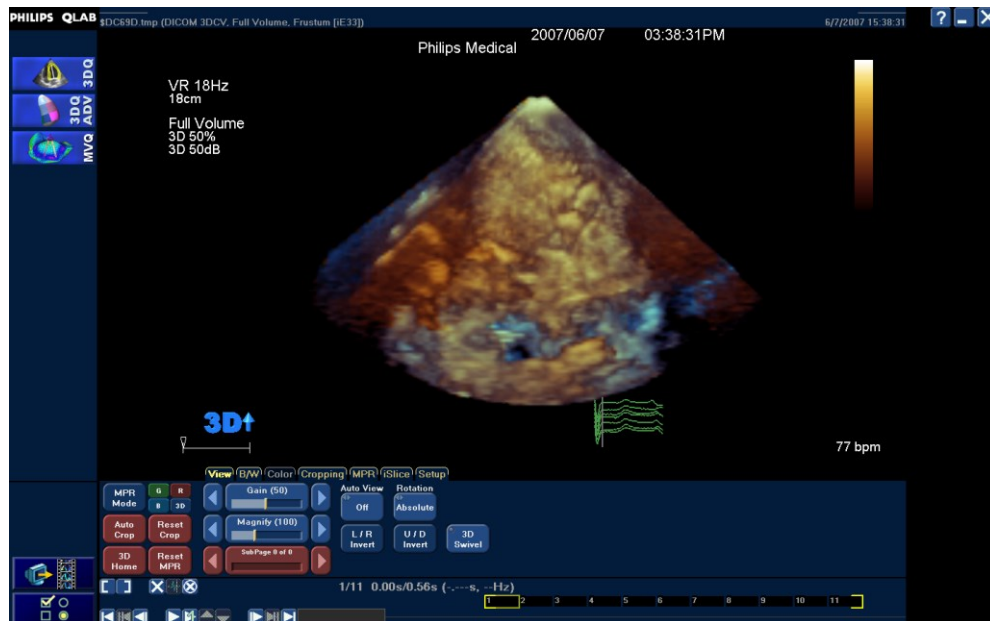 PHILIPS QLAB
$DC69D.tmp (DICOM 3DCV, Full Volume, Frustum [iE33])
6/7/2007 15:38:31
? _ X
Philips Medical
2007/06/07 03:38:31PM
3DQ
3DQ ADV
MVQ
VR 18Hz
18cm
Full Volume
3D 50%
3D 50dB
3D
77 bpm
View B/W Color Cropping MPR iSlice Setup
MPR Mode
G R
B 3D
Gain (50)
Auto View
Off
Rotation
Absolute
Auto Crop
Reset Crop
Magnify (100)
L / R Invert
U / D Invert
3D Swivel
3D Home
Reset MPR
SubPage 0 of 0
1/11 0.00s/0.56s (-.---s, --Hz)
1 2 3 4 5 6 7 8 9 10 11